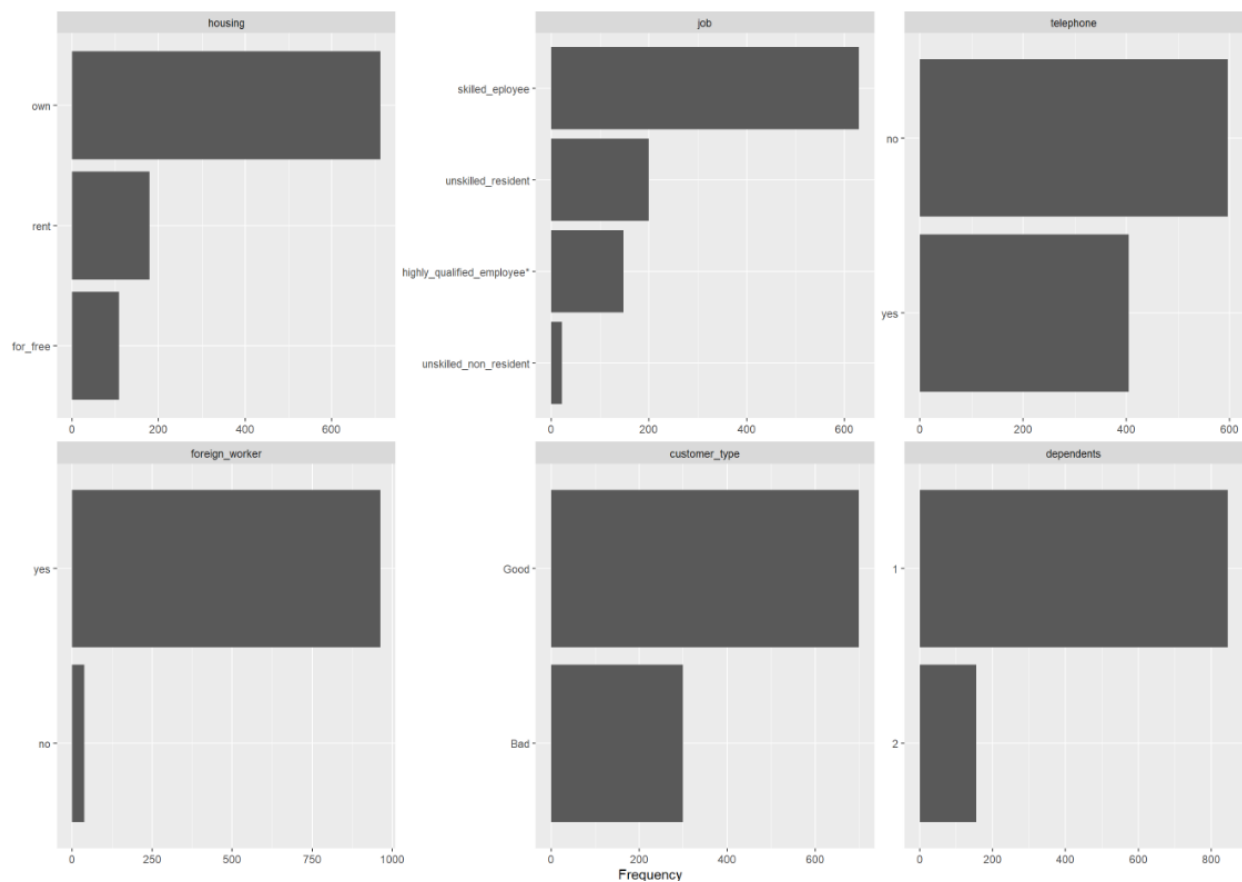 housing
own
rent
for_free
0 200 400 600
job
skilled_eployee
unskilled_resident
highly_qualified_employee*
unskilled_non_resident
0 200 400 600
telephone
no
yes
0 200 400 600
foreign_worker
yes
no
0 250 500 750 1000
customer_type
Good
Bad
0 200 400 600
dependents
1
2
0 200 400 600 800
Frequency